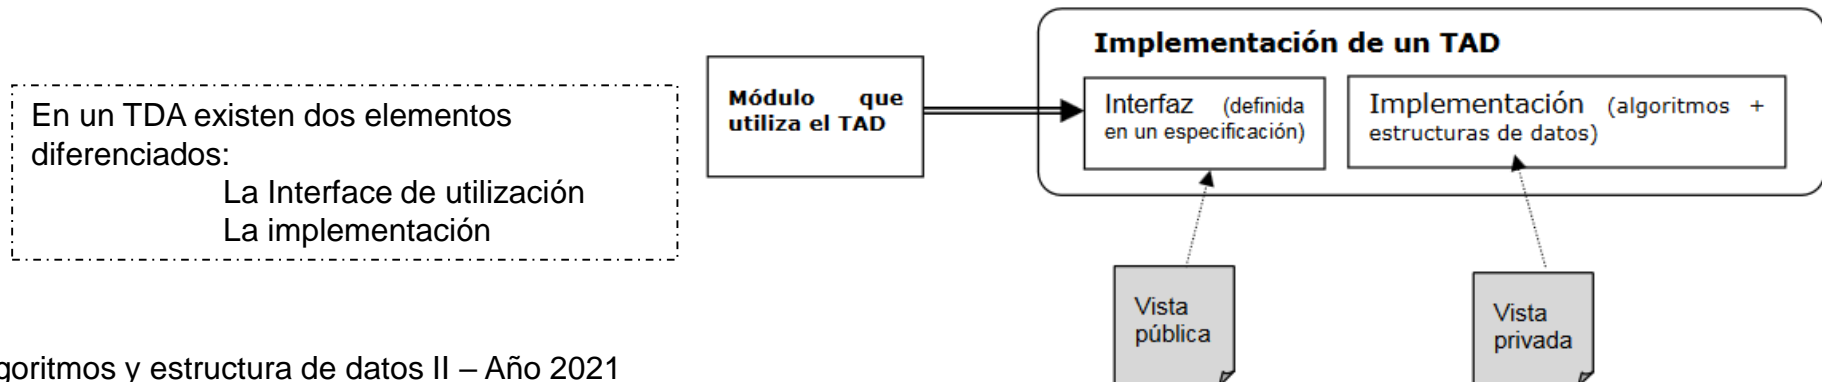 En un TDA existen dos elementos
diferenciados:
La Interface de utilización
La implementación
Módulo que
utiliza el TAD
Implementación de un TAD
Interfaz (definida
en un especificación)
Implementación (algoritmos +
estructuras de datos)
Vista
pública
Vista
privada
goritmos y estructura de datos II – Año 2021